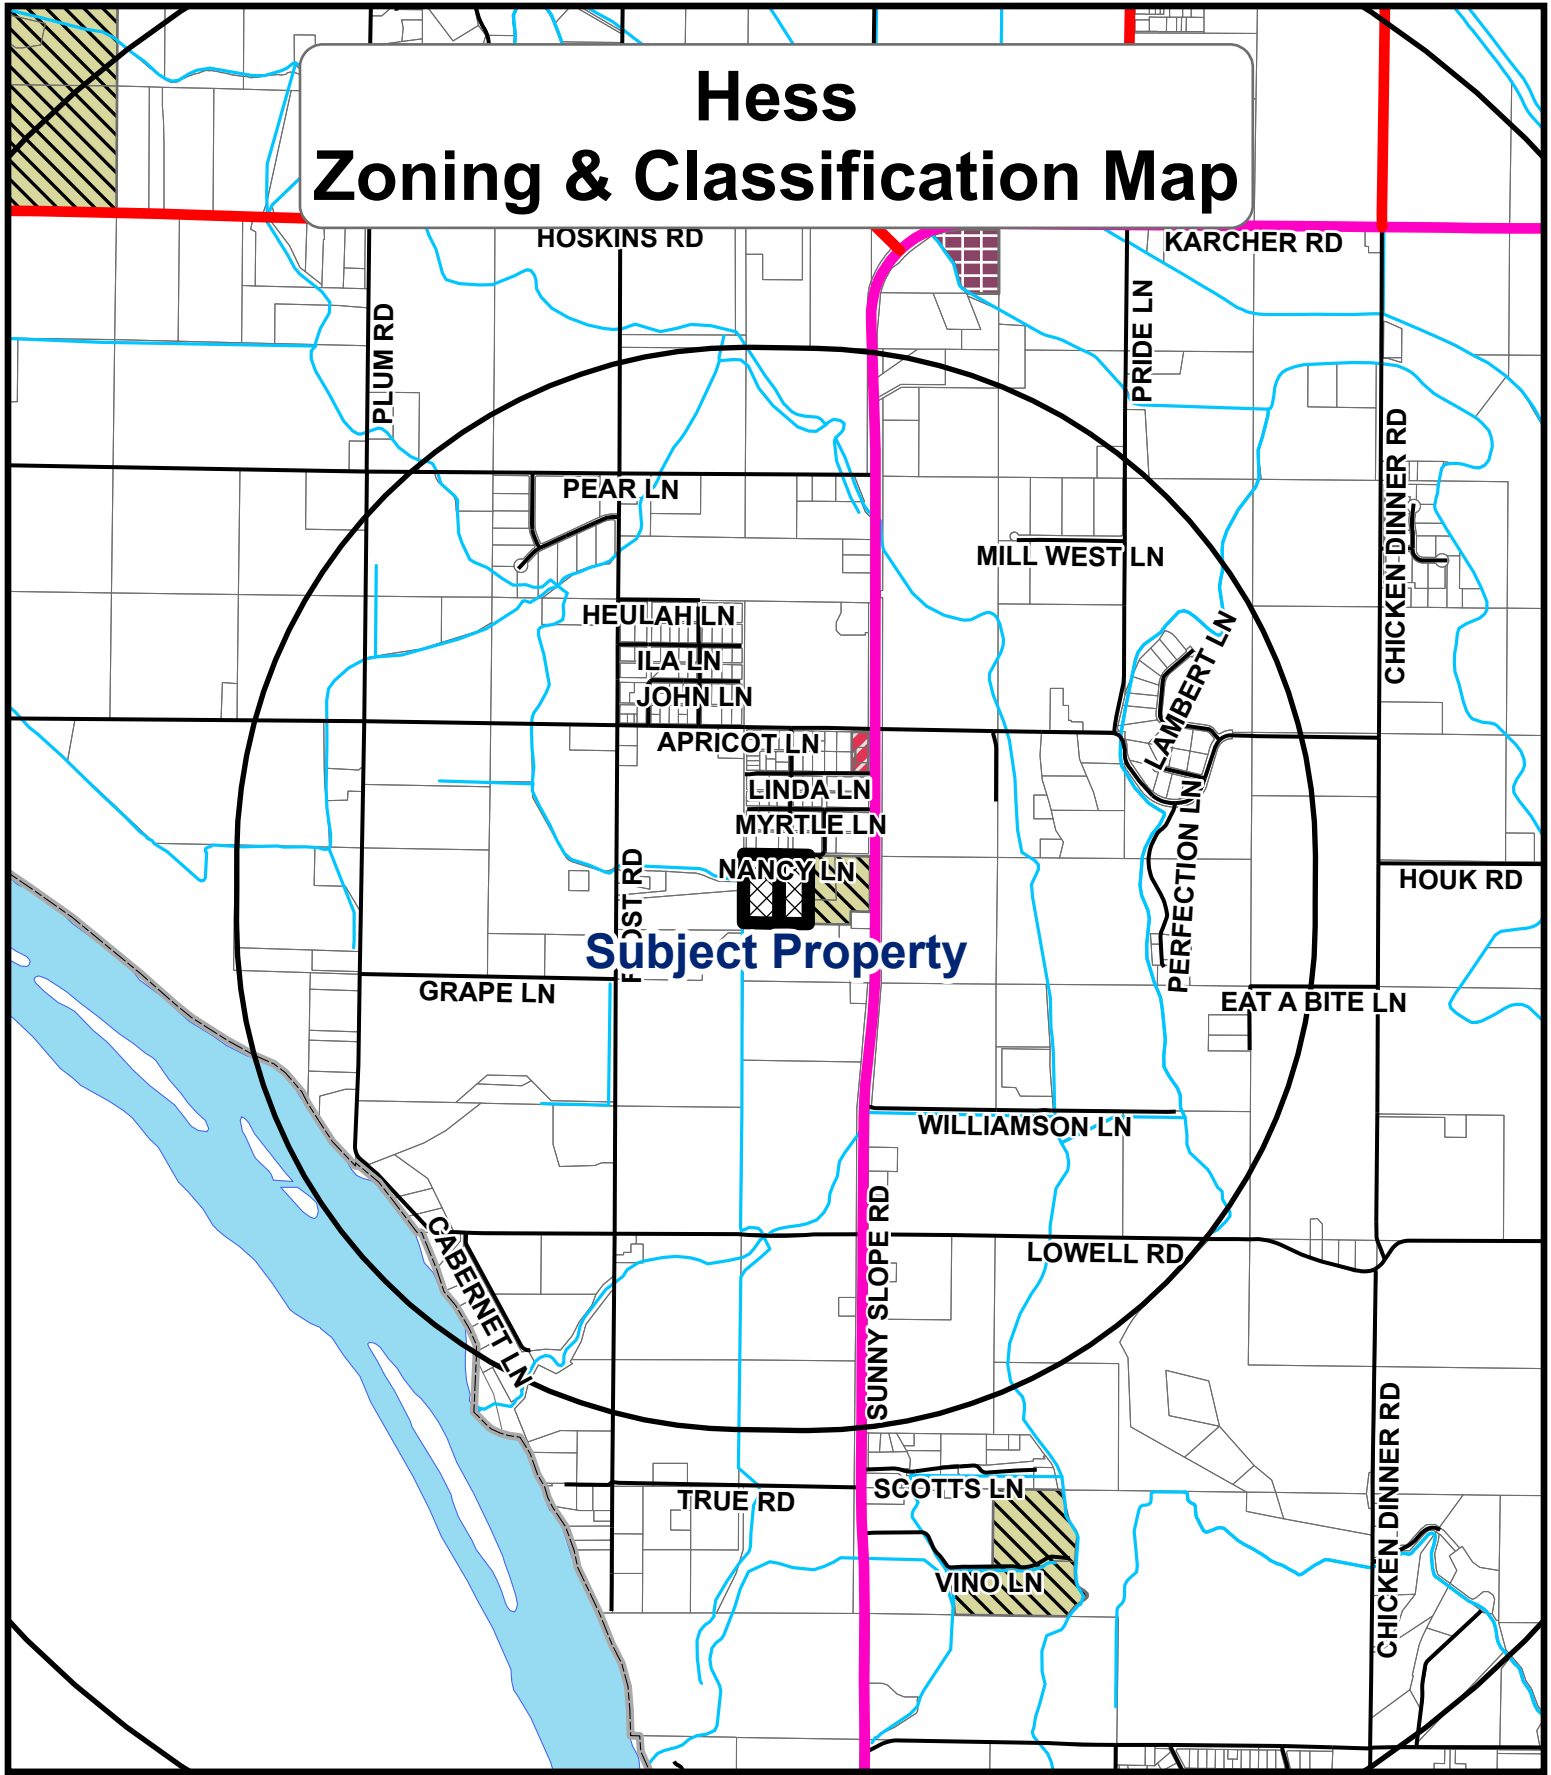 Hess
Zoning & Classification Map
HOSKINS RD
KARCHER RD
PLUM RD
PRIDE LN
CHICKEN DINNER RD
PEAR LN
MILL WEST LN
HEULAH LN
ILA LN
JOHN LN
LAMBERT LN
APRICOT LN
LINDA LN
MYRTLE LN
NANCY LN
PERFECTION LN
HOUK RD
Subject Property
GRAPE LN
EAT A BITE LN
WILLIAMSON LN
SUNNY SLOPE RD
CABERNET LN
LOWELL RD
CHICKEN DINNER RD
TRUE RD
SCOTTS LN
VINO LN